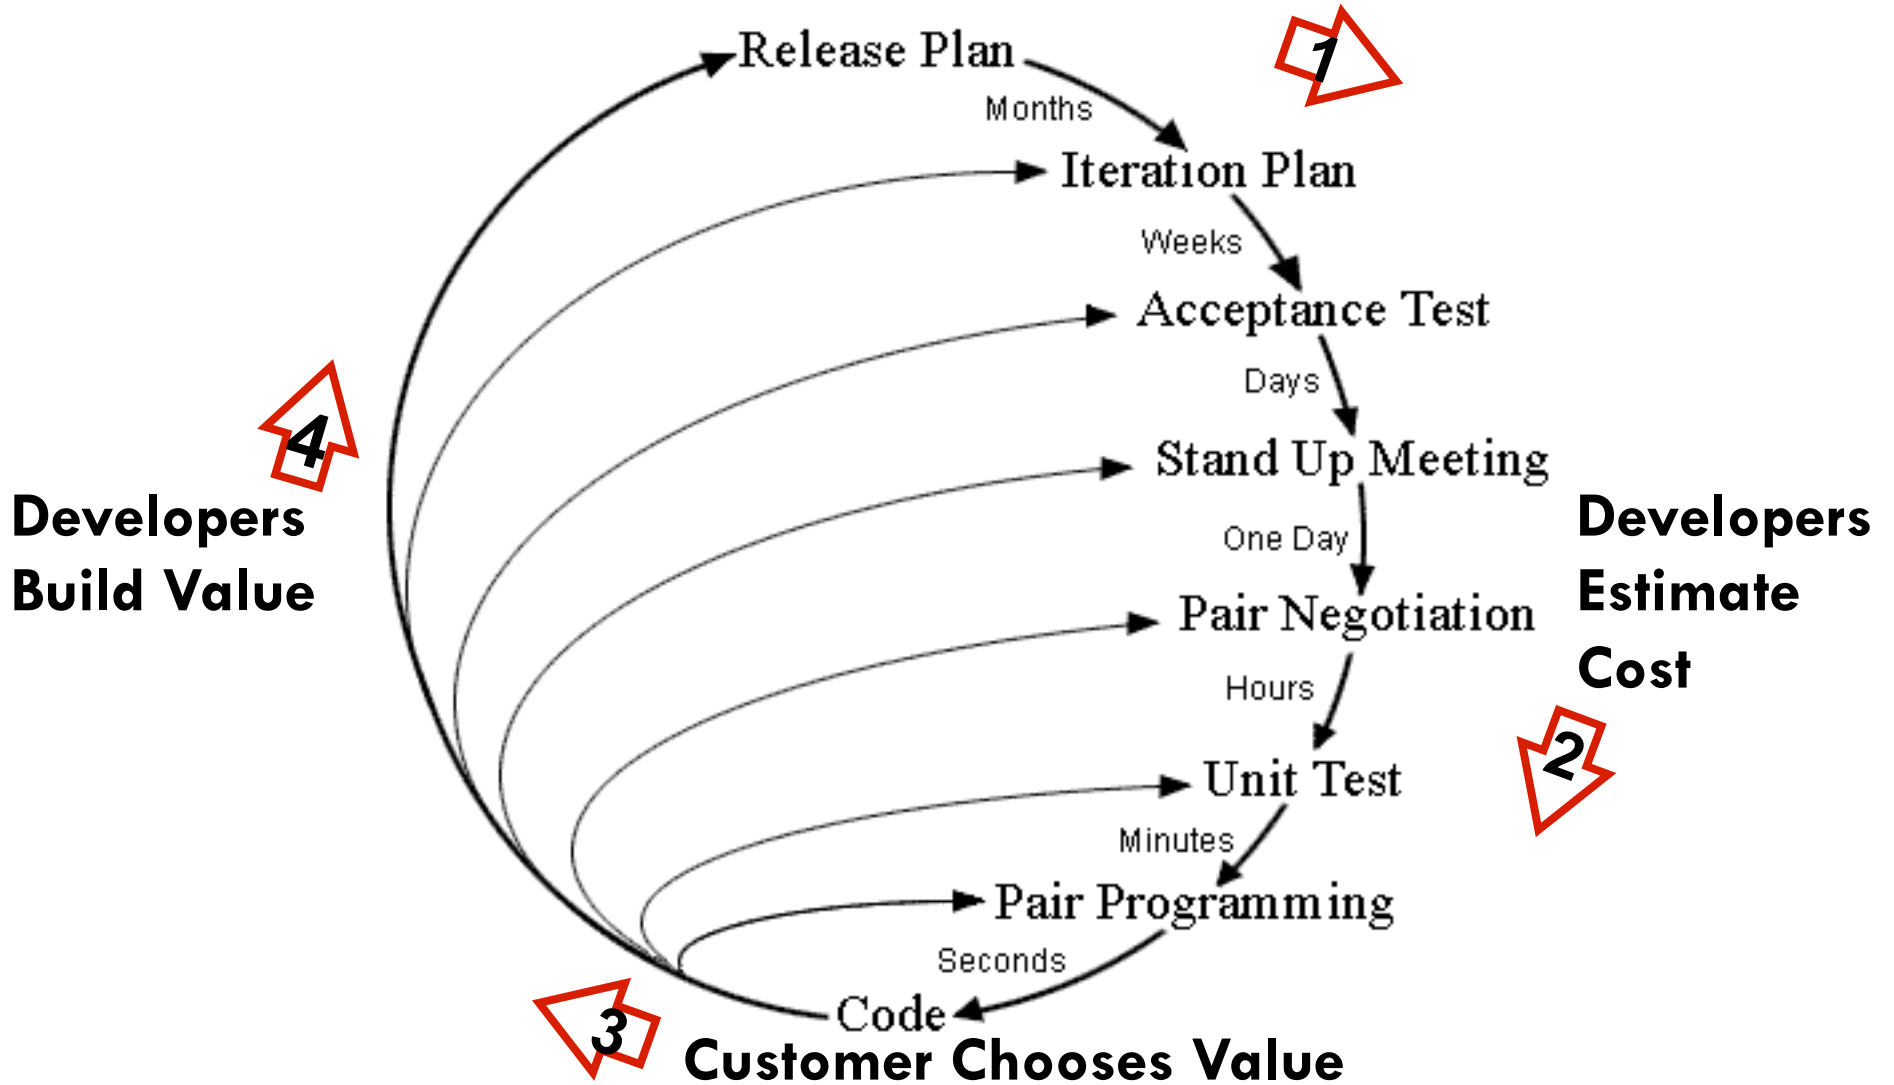 Release Plan
1
Months
Iteration Plan
Weeks
Acceptance Test
Days
4
Stand Up Meeting
Developers
Build Value
One Day
Developers
Estimate
Cost
Pair Negotiation
Hours
2
Unit Test
Minutes
Pair Programming
Seconds
Code
3
Customer Chooses Value